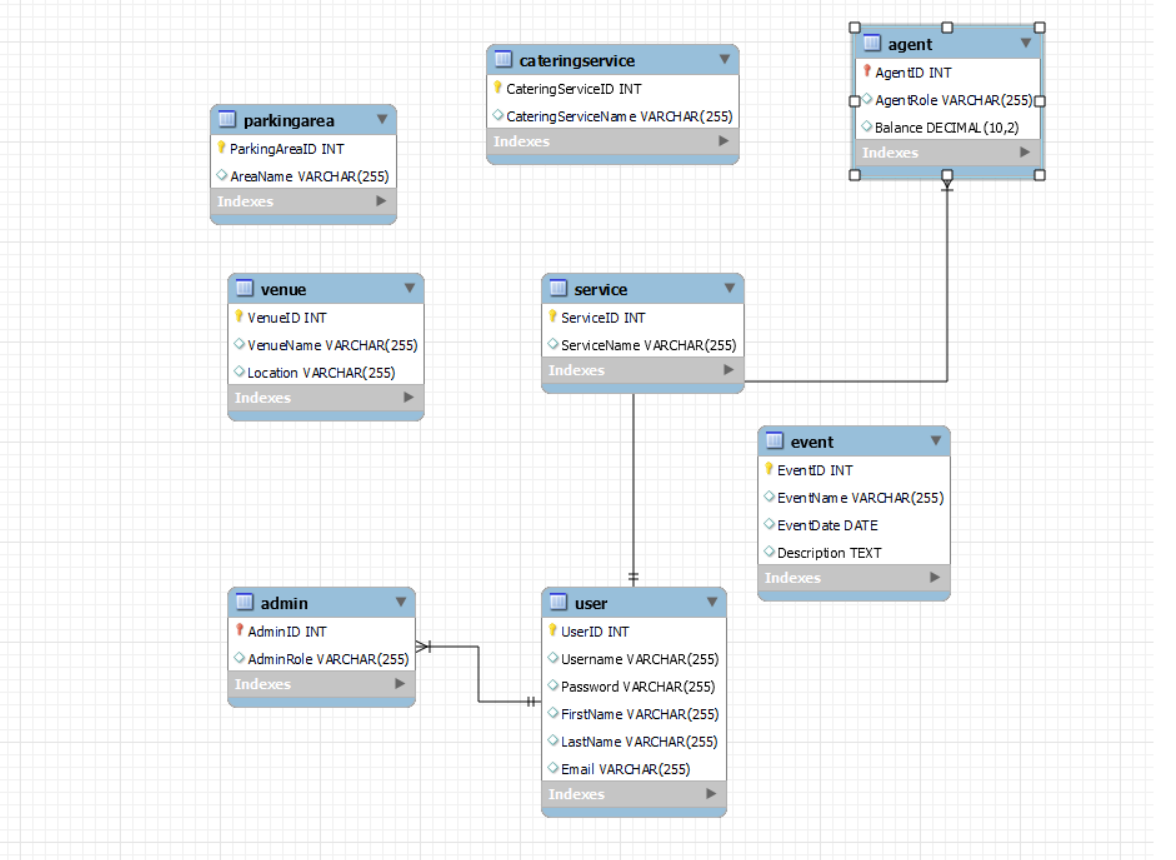 parkingarea
ParkingAreaID INT
AreaName VARCHAR(255)
Indexes
cateringservice
CateringServiceID INT
CateringServiceName VARCHAR(255)
Indexes
agent
AgentID INT
AgentRole VARCHAR(255)
Balance DECIMAL(10,2)
Indexes
venue
VenueID INT
VenueName VARCHAR(255)
Location VARCHAR(255)
Indexes
service
ServiceID INT
ServiceName VARCHAR(255)
Indexes
event
EventID INT
EventName VARCHAR(255)
EventDate DATE
Description TEXT
Indexes
admin
AdminID INT
AdminRole VARCHAR(255)
Indexes
user
UserID INT
Username VARCHAR(255)
Password VARCHAR(255)
FirstName VARCHAR(255)
LastName VARCHAR(255)
Email VARCHAR(255)
Indexes